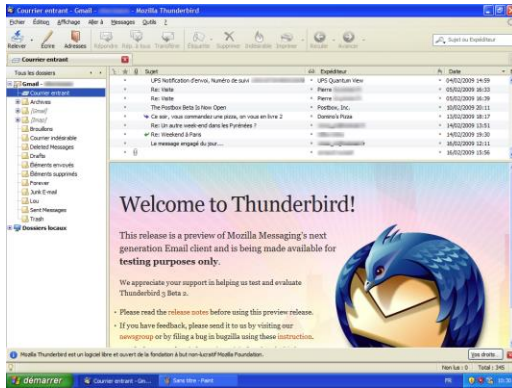 Courrier entrant - Gmail - - Mozilla Thunderbird
Fichier Édition Affichage Aller à Messages Outils ?
Relever Écrire Adresses Répondre Rép. à tous Transférer Étiquette Supprimer Indésirable Imprimer Reculer Avancer
Sujet ou Expéditeur
Courrier entrant
Tous les dossiers
Sujet Expéditeur Date
Gmail -
UPS Notification d'envoi, Numéro de suivi UPS Quantum View 04/02/2009 14:59
Courrier entrant
Re: Visite Pierre 05/02/2009 16:33
Archives
Re: Visite Pierre 05/02/2009 16:39
[Gmail]
The Postbox Beta Is Now Open Postbox, Inc. 10/02/2009 20:11
[Imap]
Ce soir, vous commandez une pizza, on vous en livre 2 Domino's Pizza 12/02/2009 18:17
Brouillons
Re: Un autre week-end dans les Pyrénées ? 14/02/2009 13:51
Courrier indésirable
Re: Weekend à Paris 14/02/2009 19:30
Deleted Messages
Le message engagé du jour... 15/02/2009 12:11
Drafts
16/02/2009 15:56
Éléments envoyés
Éléments supprimés
Forever
Junk E-mail
Lou
Sent Messages
Trash
Dossiers locaux
Welcome to Thunderbird!
This release is a preview of Mozilla Messaging's next
generation Email client and is being made available for
testing purposes only.
We appreciate your support in helping us test and evaluate
Thunderbird 3 Beta 2.
• Please read the release notes before using this preview release.
• If you have feedback, please send it to us by visiting our
newsgroup or by filing a bug in bugzilla using these instruction.
Mozilla Thunderbird est un logiciel libre et ouvert de la fondation à but non-lucratif Mozilla Foundation.
Vos droits...
Non lus : 0 Total : 345
démarrer Courrier entrant - Gm... Sans titre - Paint FR